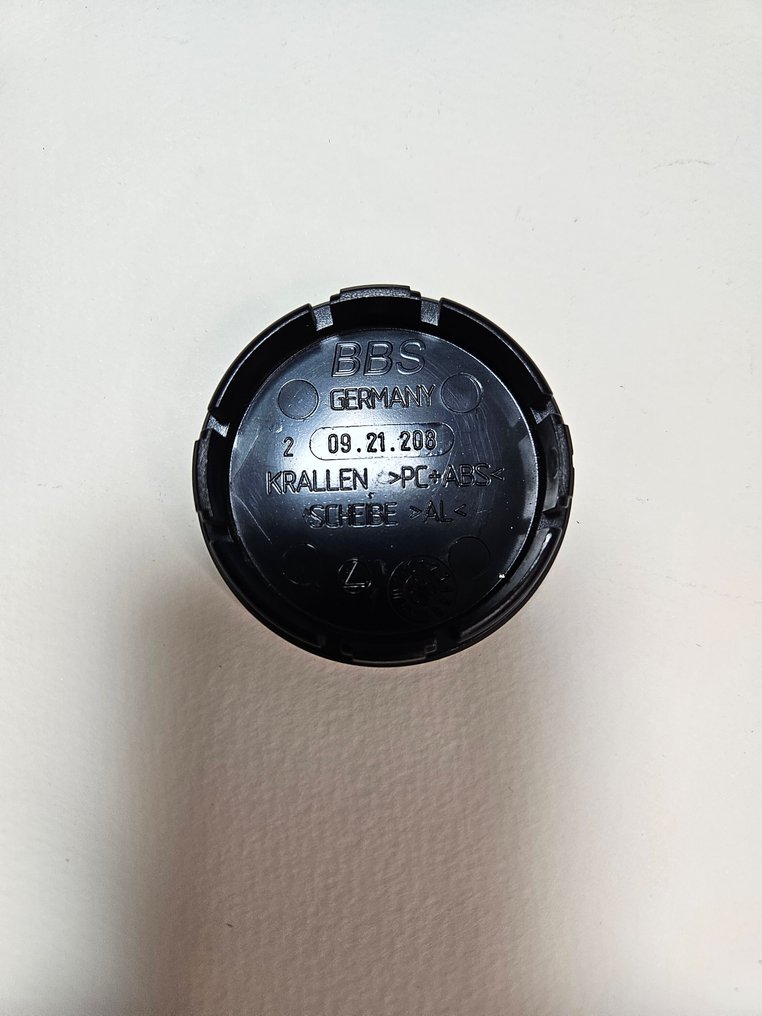 BBS
GERMANY
2 09.21.208
KRALLEN >PC+ABS<
SCHEIBE >AL<